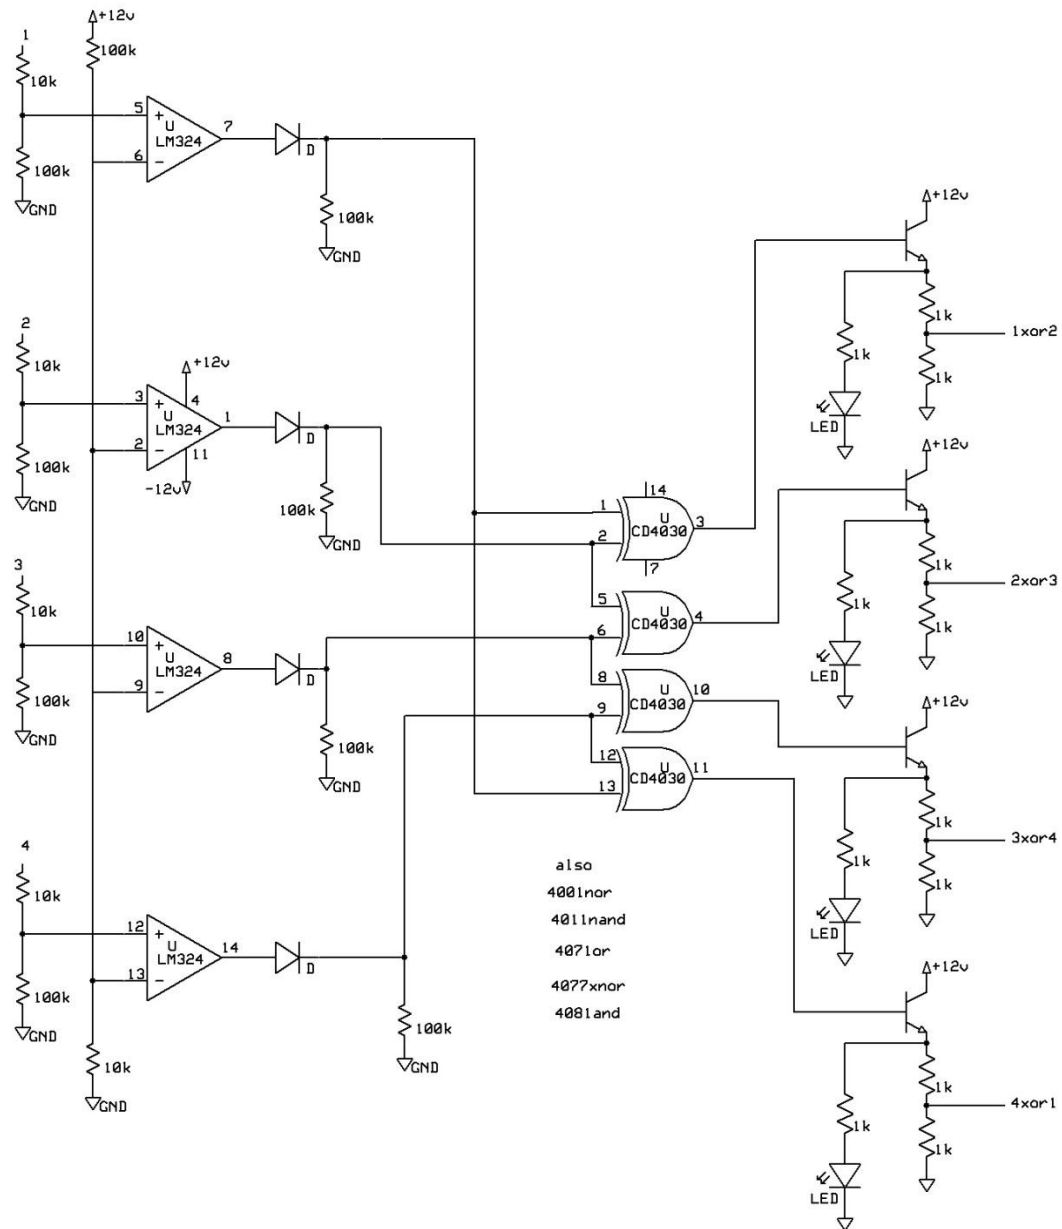 +12v
1
100k
10k
5
+
U
LM324
7
6
-
D
100k
GND
100k
GND
+12v
1k
1xor2
1k
1k
LED
2
10k
+12v
3
+
4
U
LM324
1
2
-
11
D
100k
-12v
GND
100k
GND
14
1
U
3
CD4030
2
7
+12v
1k
2xor3
1k
1k
LED
3
10k
10
+
U
LM324
8
9
-
D
100k
GND
100k
GND
5
U
4
CD4030
6
8
U
10
CD4030
9
12
U
11
CD4030
13
+12v
1k
3xor4
1k
1k
LED
4
10k
12
+
U
LM324
14
13
-
D
100k
GND
100k
GND
10k
GND
also
4001nor
4011nand
4071or
4077xnor
4081and
+12v
1k
4xor1
1k
1k
LED